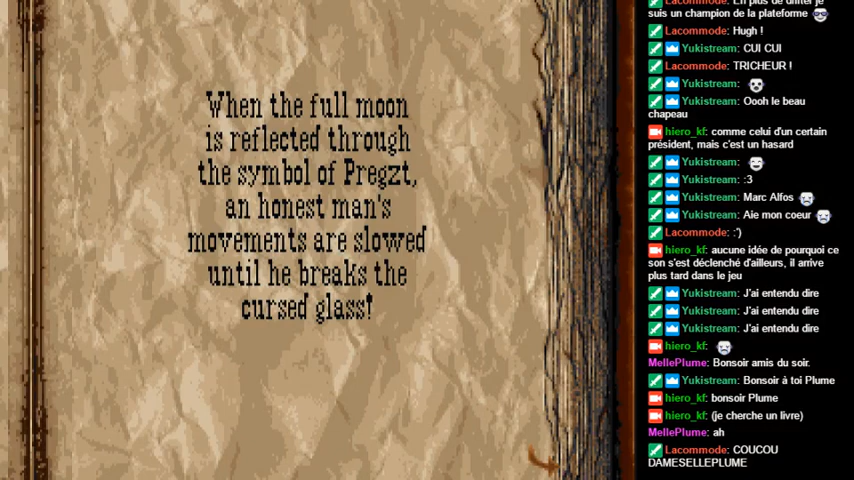 When the full moon
is reflected through
the symbol of Pregzt,
an honest man's
movements are slowed
until he breaks the
cursed glass!
Lacommode: En plus de drifter je
suis un champion de la plateforme
Lacommode: Hugh !
Yukistream: CUI CUI
Lacommode: TRICHEUR !
Yukistream:
Yukistream: Oooh le beau
chapeau
hiero_kf: comme celui d'un certain
président, mais c'est un hasard
Yukistream:
Yukistream: :3
Yukistream: Marc Alfos
Yukistream: Aie mon coeur
Lacommode: :')
hiero_kf: aucune idée de pourquoi ce
son s'est déclenché d'ailleurs, il arrive
plus tard dans le jeu
Yukistream: J'ai entendu dire
Yukistream: J'ai entendu dire
Yukistream: J'ai entendu dire
hiero_kf:
MellePlume: Bonsoir amis du soir.
Yukistream: Bonsoir à toi Plume
hiero_kf: bonsoir Plume
hiero_kf: (je cherche un livre)
MellePlume: ah
Lacommode: COUCOU
DAMESELLEPLUME